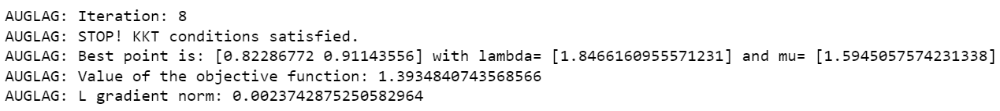 AUGLAG: Iteration: 8
AUGLAG: STOP! KKT conditions satisfied.
AUGLAG: Best point is: [0.82286772 0.91143556] with lambda= [1.8466160955571231] and mu= [1.5945057574231338]
AUGLAG: Value of the objective function: 1.3934840743568566
AUGLAG: L gradient norm: 0.0023742875250582964